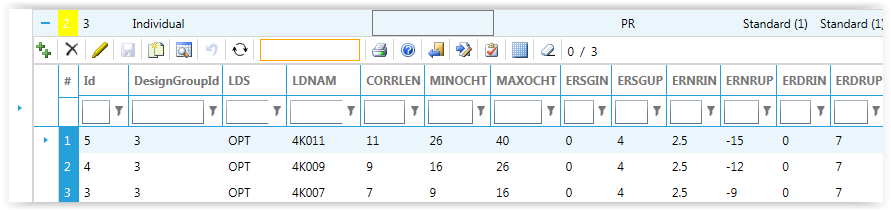 2 3 Individual PR Standard (1) Standard (1)
0 / 3
# Id DesignGroupId LDS LDNAM CORRLEN MINOCHT MAXOCHT ERSGIN ERSGUP ERNRIN ERNRUP ERDRIN ERDRUP
1 5 3 OPT 4K011 11 26 40 0 4 2.5 -15 0 7
2 4 3 OPT 4K009 9 16 26 0 4 2.5 -12 0 7
3 3 3 OPT 4K007 7 9 16 0 4 2.5 -9 0 7